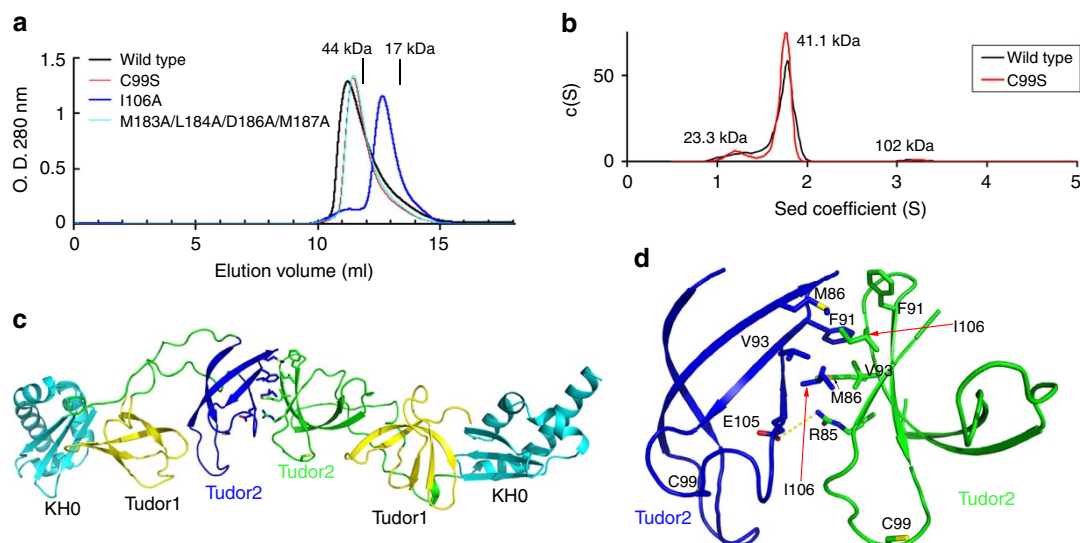 a
44 kDa 17 kDa
Wild type
C99S
I106A
M183A/L184A/D186A/M187A
O. D. 280 nm
1.5
1.0
0.5
0
0 5 10 15
Elution volume (ml)
b
41.1 kDa
Wild type
C99S
c(S)
50
0
23.3 kDa
102 kDa
0 1 2 3 4 5
Sed coefficient (S)
c
KH0
Tudor1
Tudor2
Tudor2
Tudor1
KH0
d
M86
F91
F91
I106
V93
V93
M86
E105
R85
C99
I106
Tudor2
Tudor2
C99